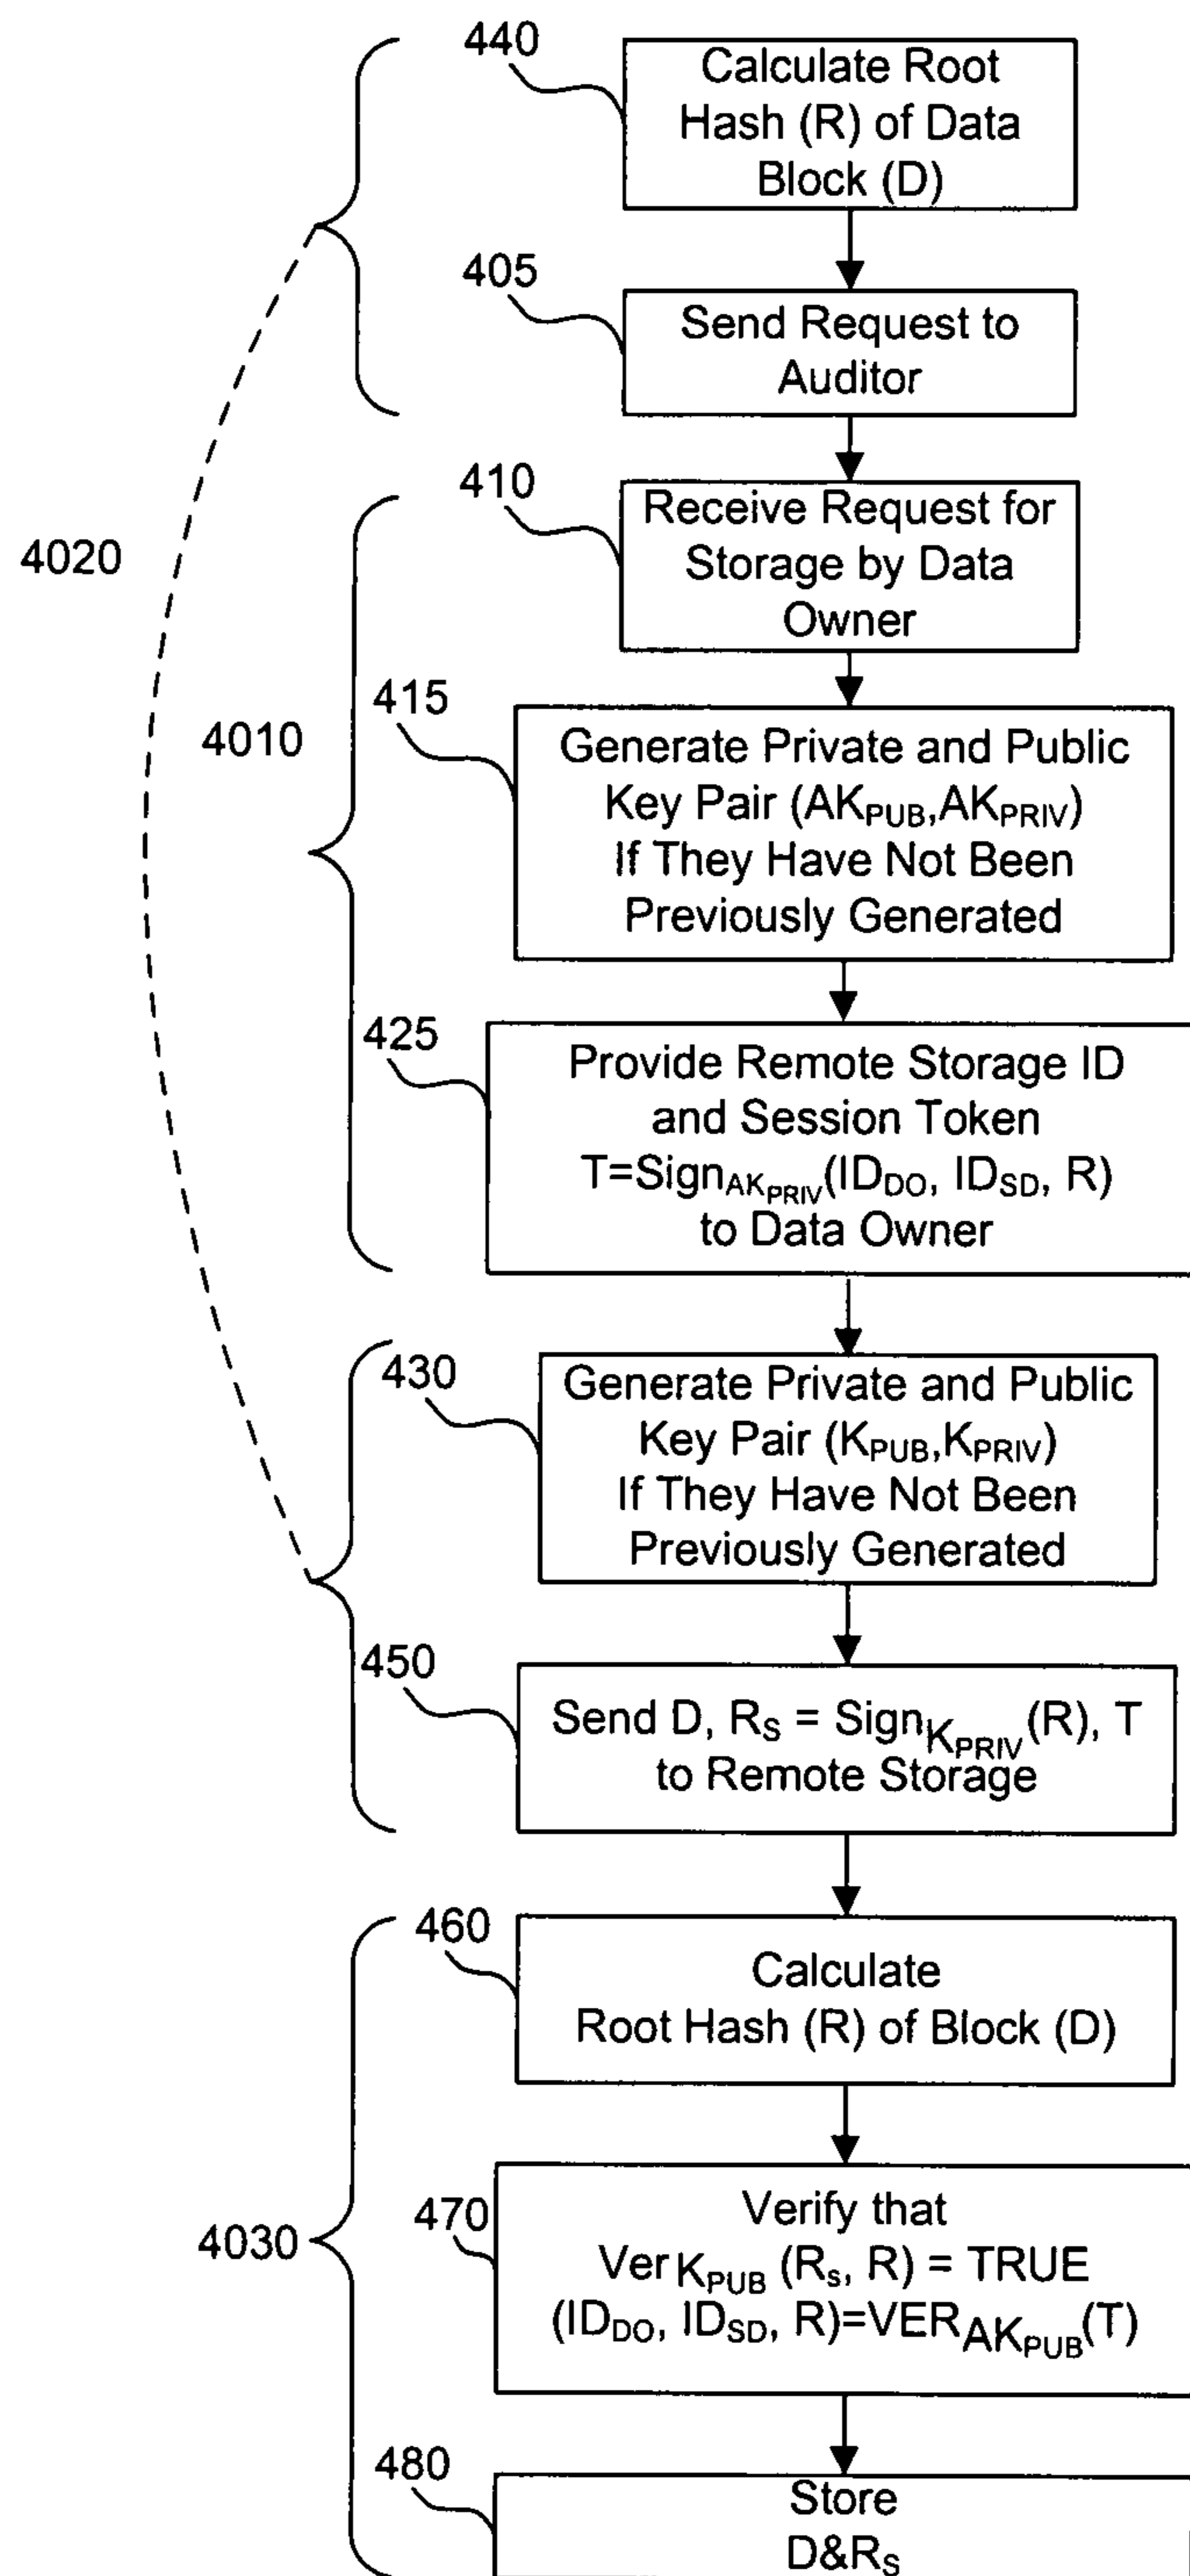 440
Calculate Root
Hash (R) of Data
Block (D)
405
Send Request to
Auditor
410
Receive Request for
Storage by Data
Owner
4020
415
4010
Generate Private and Public
Key Pair (AKPUB,AKPRIV)
If They Have Not Been
Previously Generated
425
Provide Remote Storage ID
and Session Token
T=SignAKPRIV(IDDO, IDSD, R)
to Data Owner
430
Generate Private and Public
Key Pair (KPUB,KPRIV)
If They Have Not Been
Previously Generated
450
Send D, RS = SignKPRIV(R), T
to Remote Storage
460
Calculate
Root Hash (R) of Block (D)
4030
470
Verify that
VerKPUB (Rs, R) = TRUE
(IDDO, IDSD, R)=VERAKPUB(T)
480
Store
D&RS